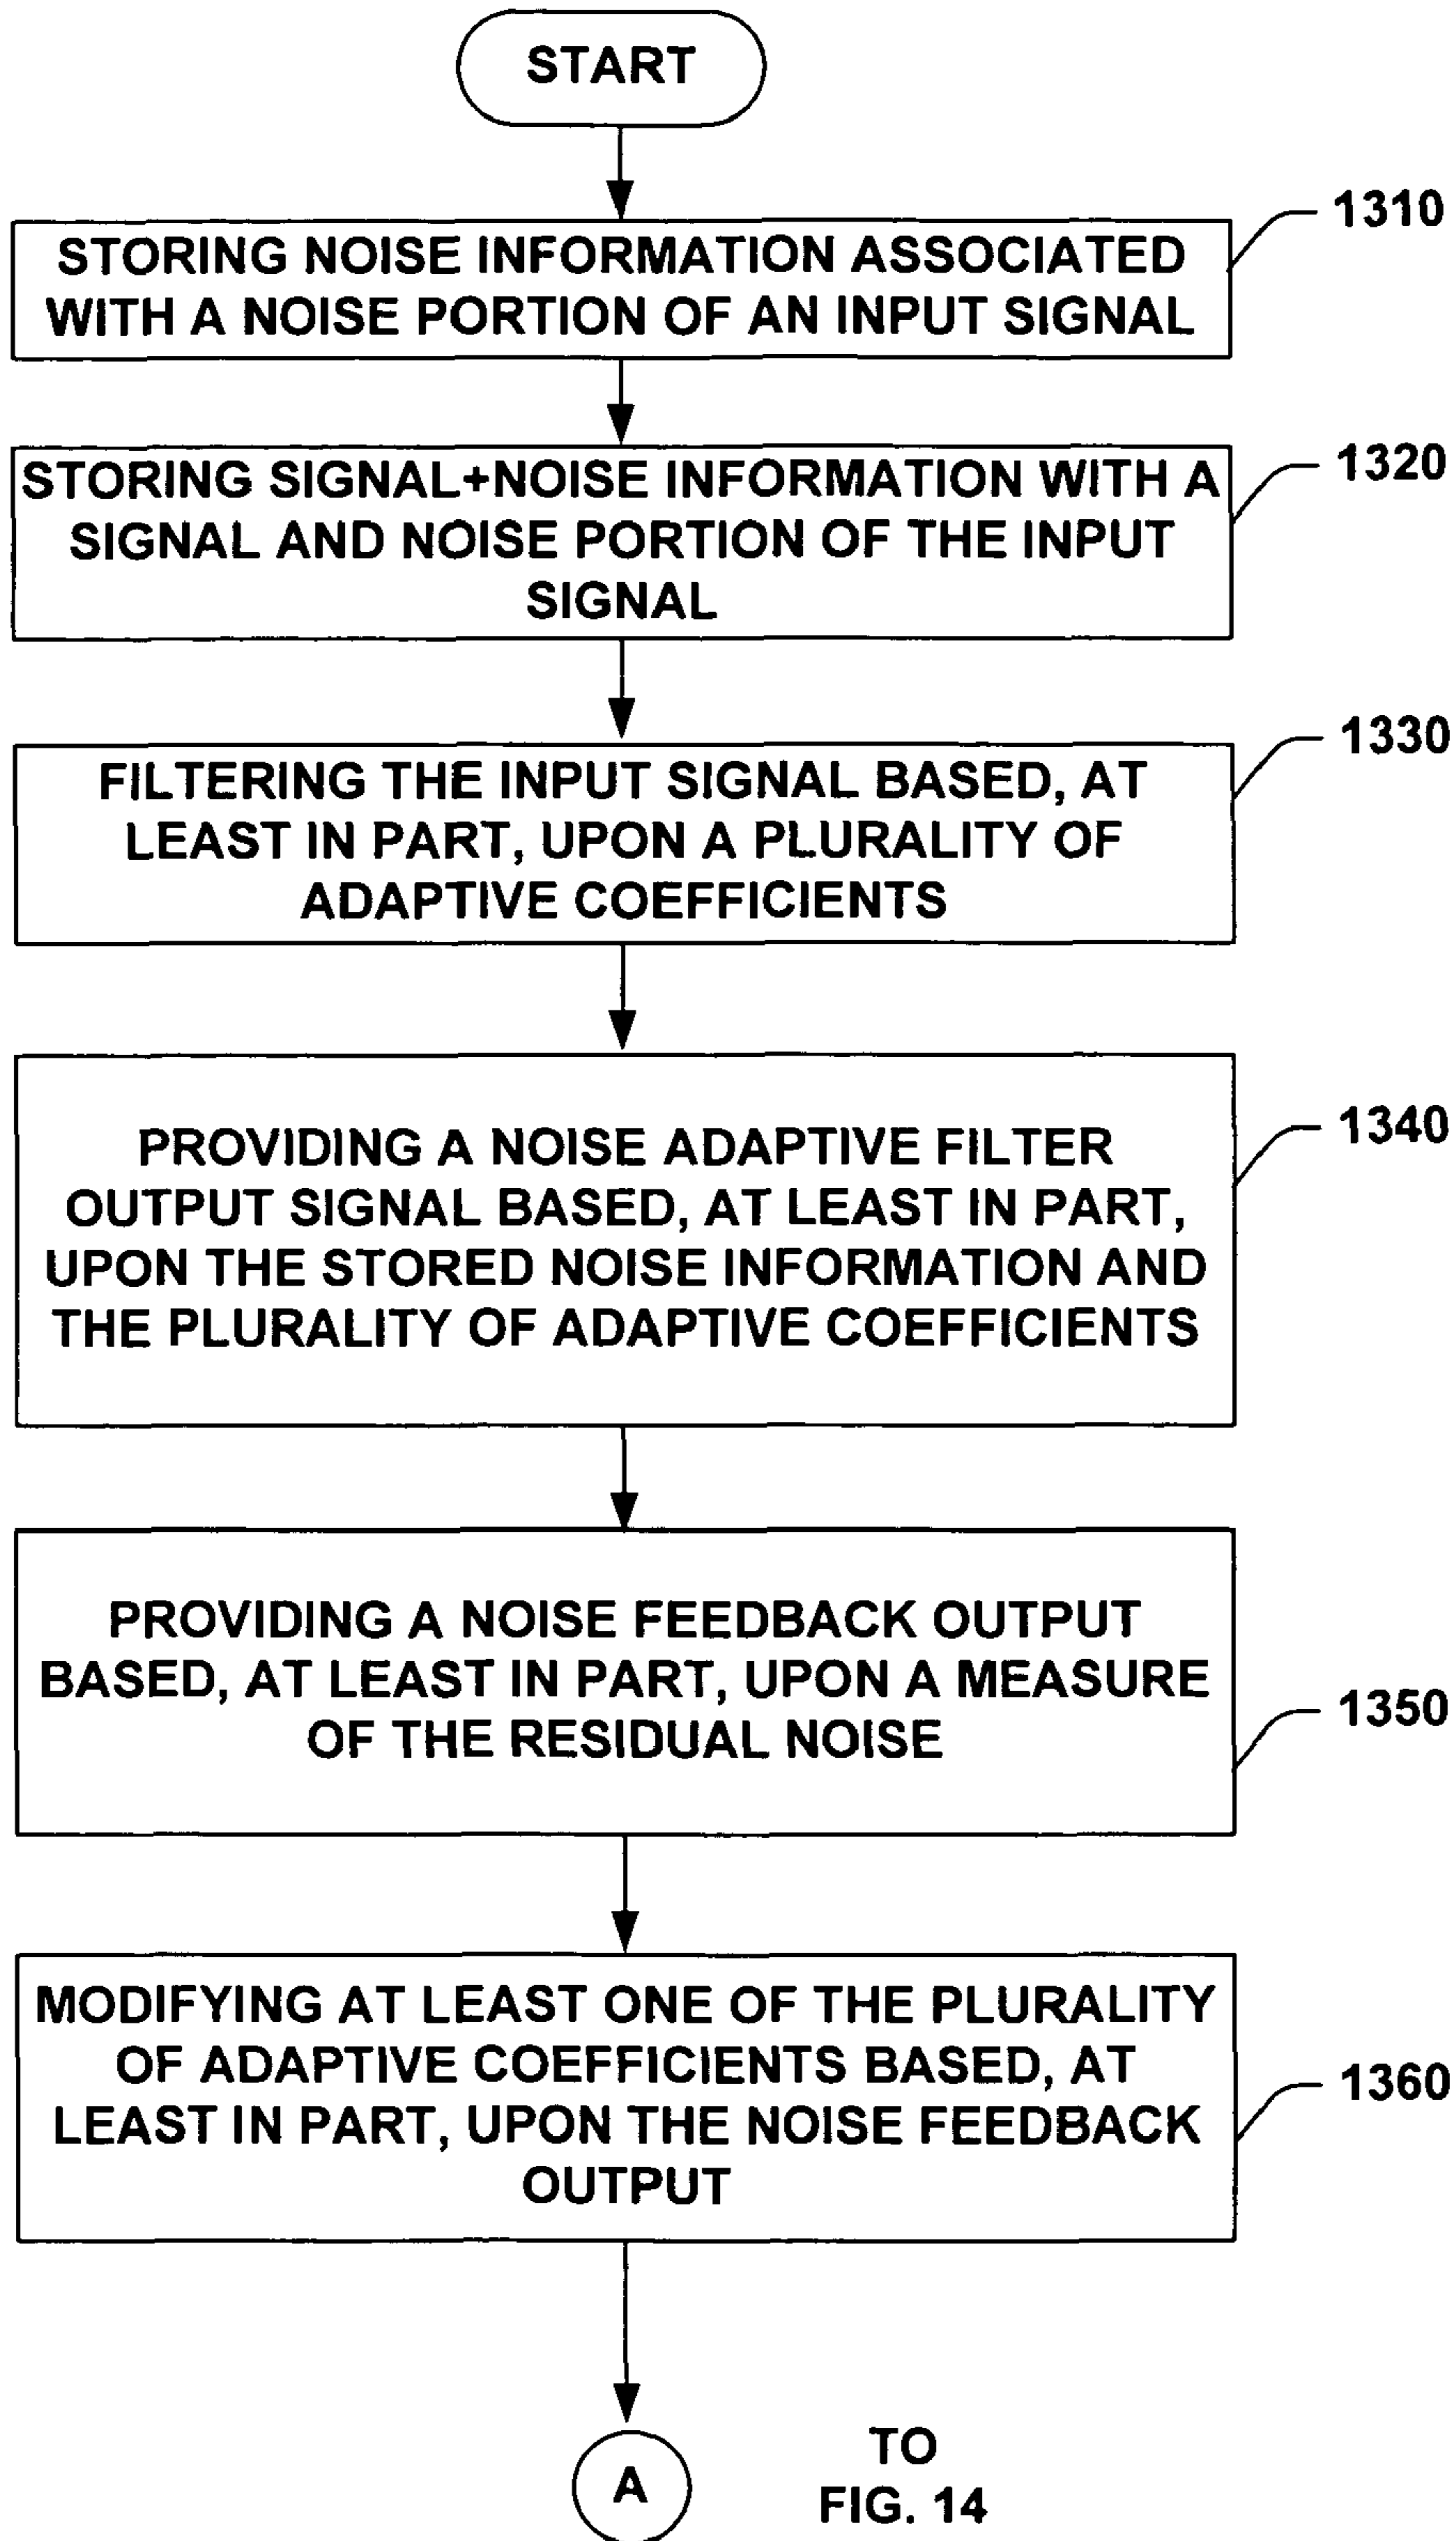 START
1310
STORING NOISE INFORMATION ASSOCIATED
WITH A NOISE PORTION OF AN INPUT SIGNAL
1320
STORING SIGNAL+NOISE INFORMATION WITH A
SIGNAL AND NOISE PORTION OF THE INPUT
SIGNAL
1330
FILTERING THE INPUT SIGNAL BASED, AT
LEAST IN PART, UPON A PLURALITY OF
ADAPTIVE COEFFICIENTS
1340
PROVIDING A NOISE ADAPTIVE FILTER
OUTPUT SIGNAL BASED, AT LEAST IN PART,
UPON THE STORED NOISE INFORMATION AND
THE PLURALITY OF ADAPTIVE COEFFICIENTS
PROVIDING A NOISE FEEDBACK OUTPUT
BASED, AT LEAST IN PART, UPON A MEASURE
OF THE RESIDUAL NOISE
1350
MODIFYING AT LEAST ONE OF THE PLURALITY
OF ADAPTIVE COEFFICIENTS BASED, AT
LEAST IN PART, UPON THE NOISE FEEDBACK
OUTPUT
1360
A
TO
FIG. 14